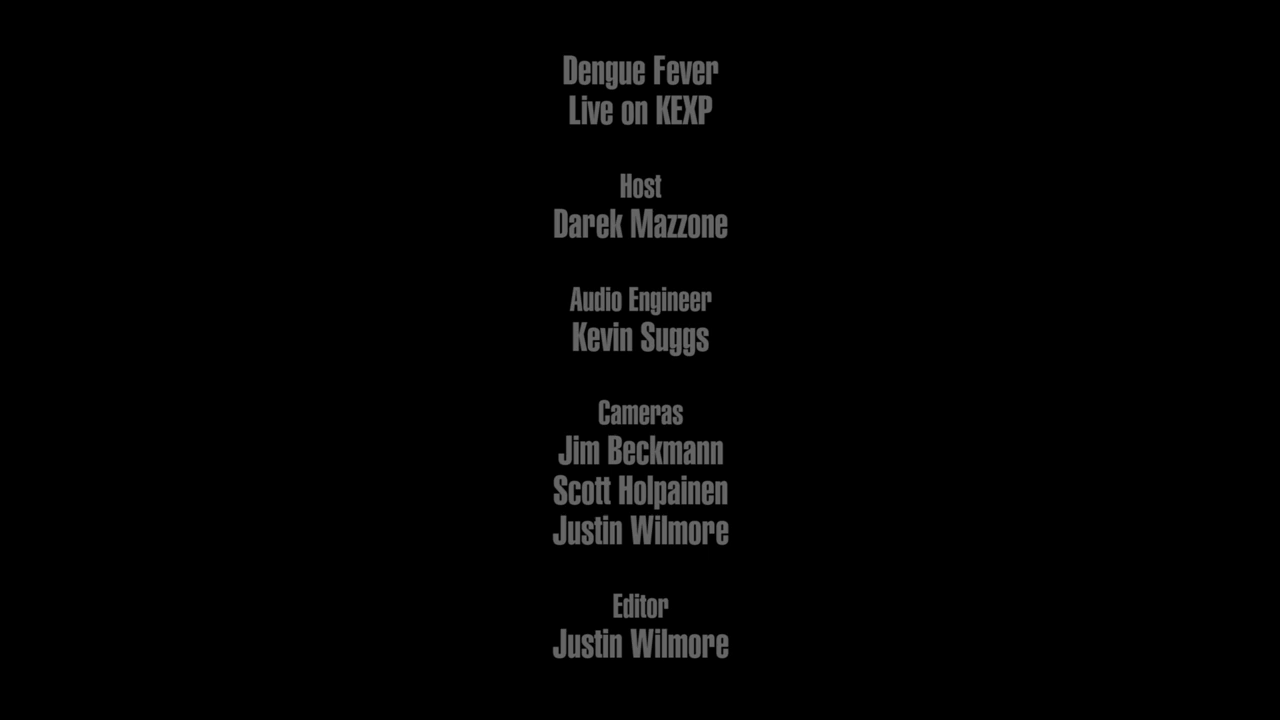 Dengue Fever
Live on KEXP
Host
Darek Mazzone
Audio Engineer
Kevin Suggs
Cameras
Jim Beckmann
Scott Holpainen
Justin Wilmore
Editor
Justin Wilmore